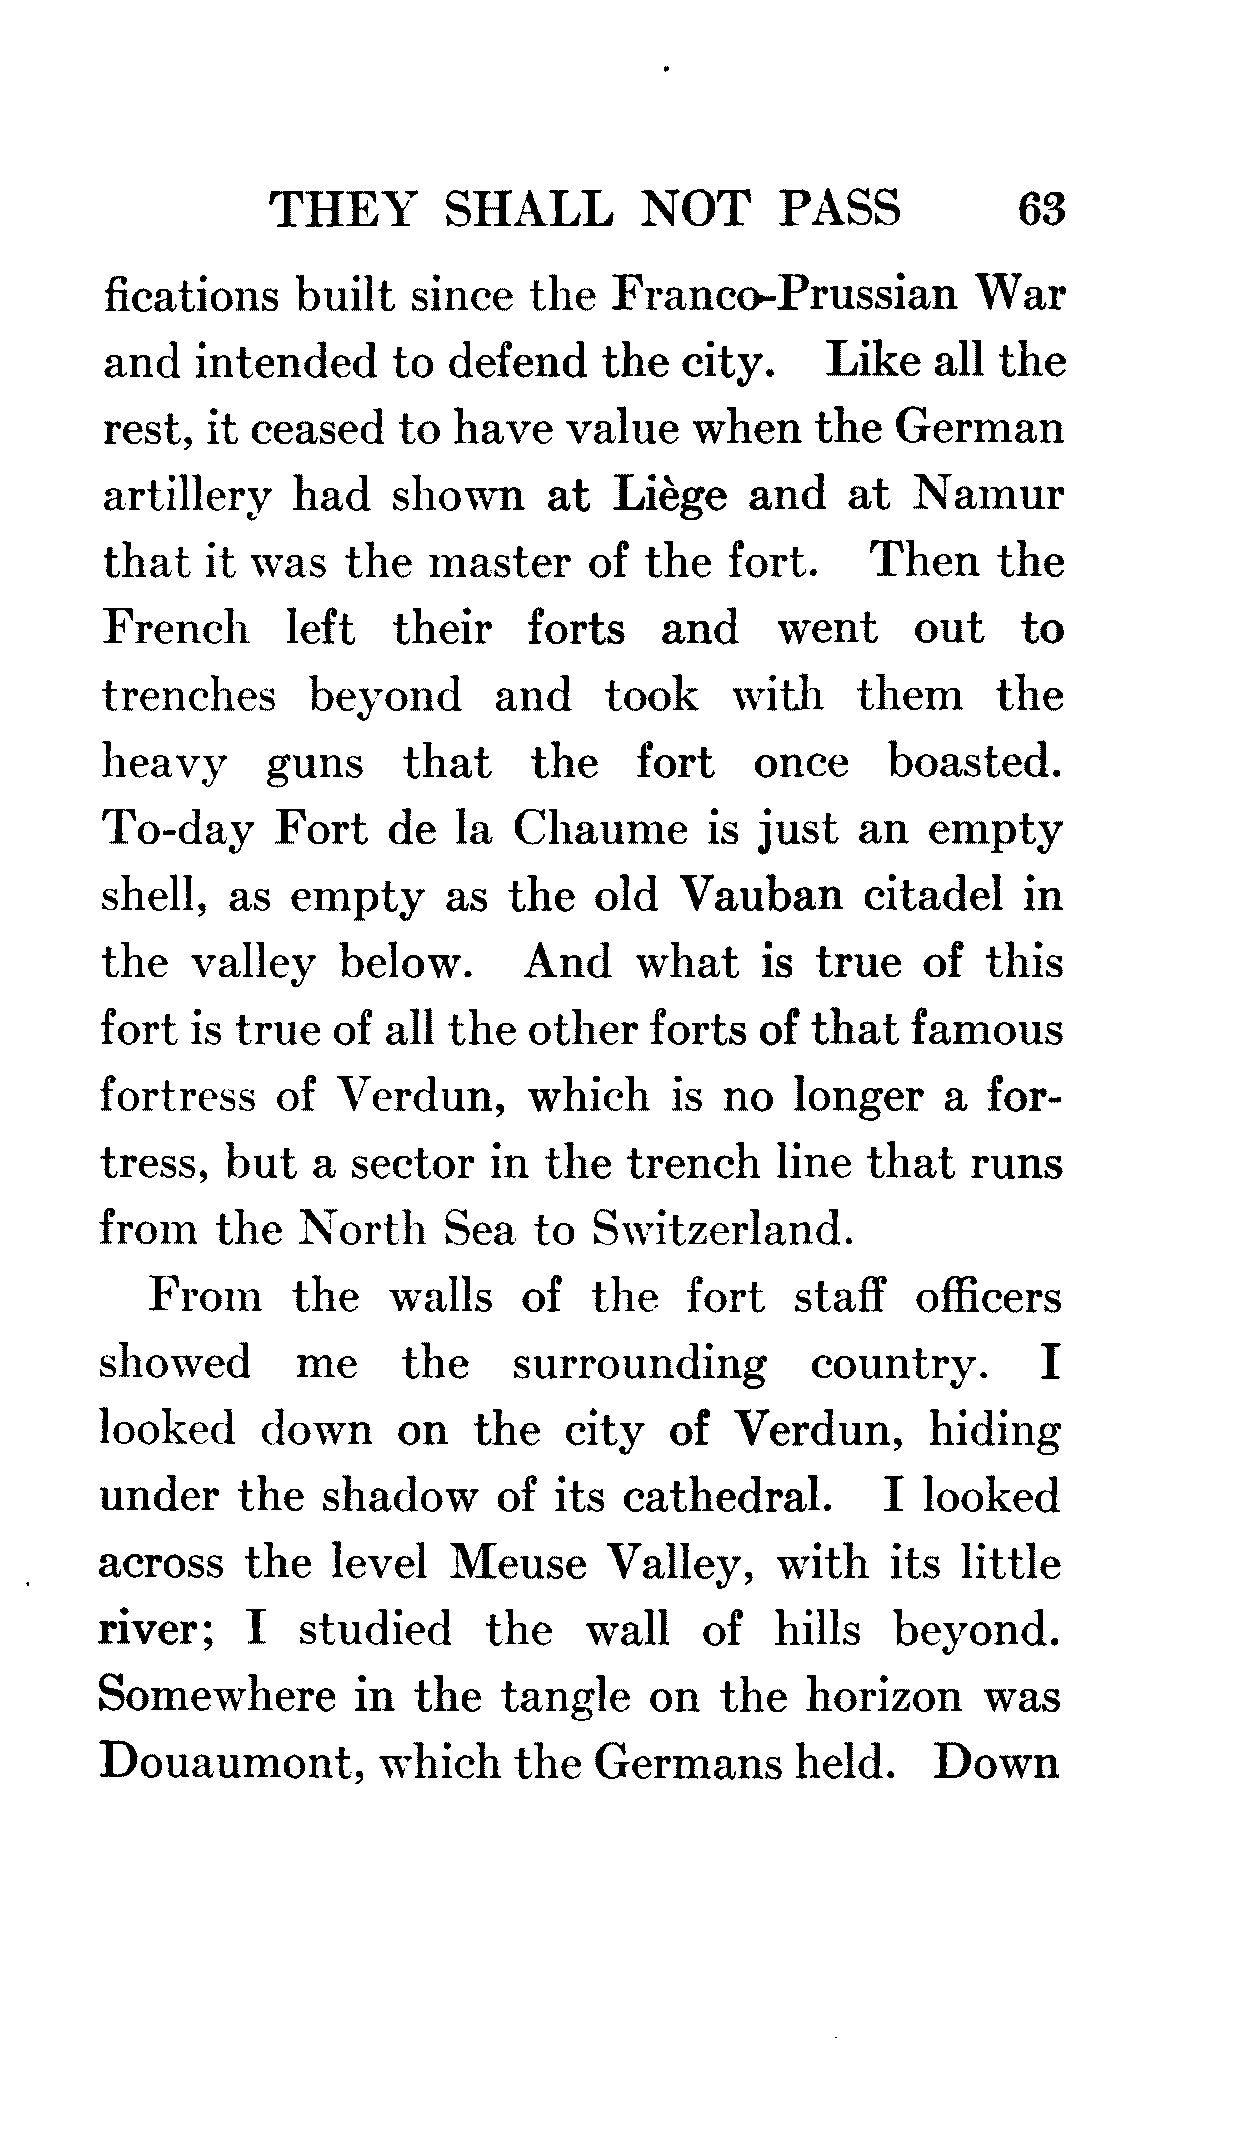 THEY SHALL NOT PASS 63
fications built since the Franco-Prussian War
and intended to defend the city. Like all the
rest, it ceased to have value when the German
artillery had shown at Liège and at Namur
that it was the master of the fort. Then the
French left their forts and went out to
trenches beyond and took with them the
heavy guns that the fort once boasted.
To-day Fort de la Chaume is just an empty
shell, as empty as the old Vauban citadel in
the valley below. And what is true of this
fort is true of all the other forts of that famous
fortress of Verdun, which is no longer a for-
tress, but a sector in the trench line that runs
from the North Sea to Switzerland.
From the walls of the fort staff officers
showed me the surrounding country. I
looked down on the city of Verdun, hiding
under the shadow of its cathedral. I looked
across the level Meuse Valley, with its little
river; I studied the wall of hills beyond.
Somewhere in the tangle on the horizon was
Douaumont, which the Germans held. Down